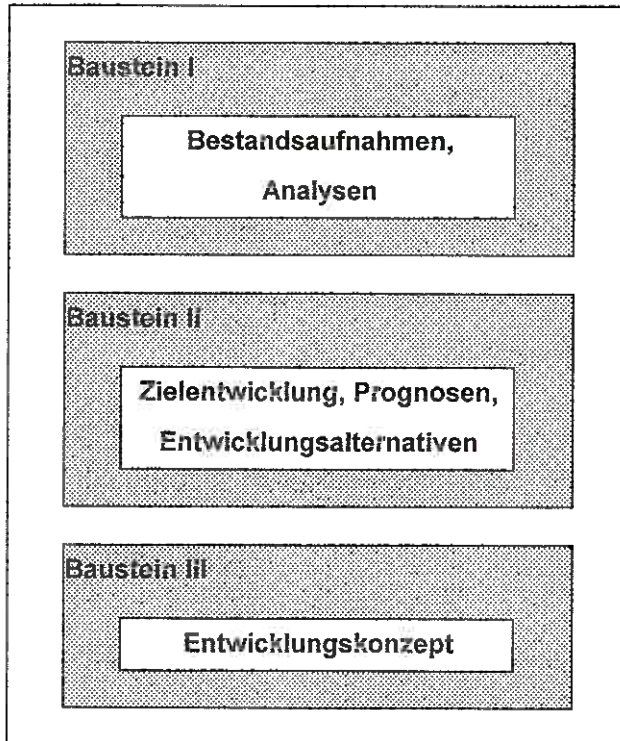 Baustein I
Bestandsaufnahmen,
Analysen
Baustein II
Zielentwicklung, Prognosen,
Entwicklungsalternativen
Baustein III
Entwicklungskonzept